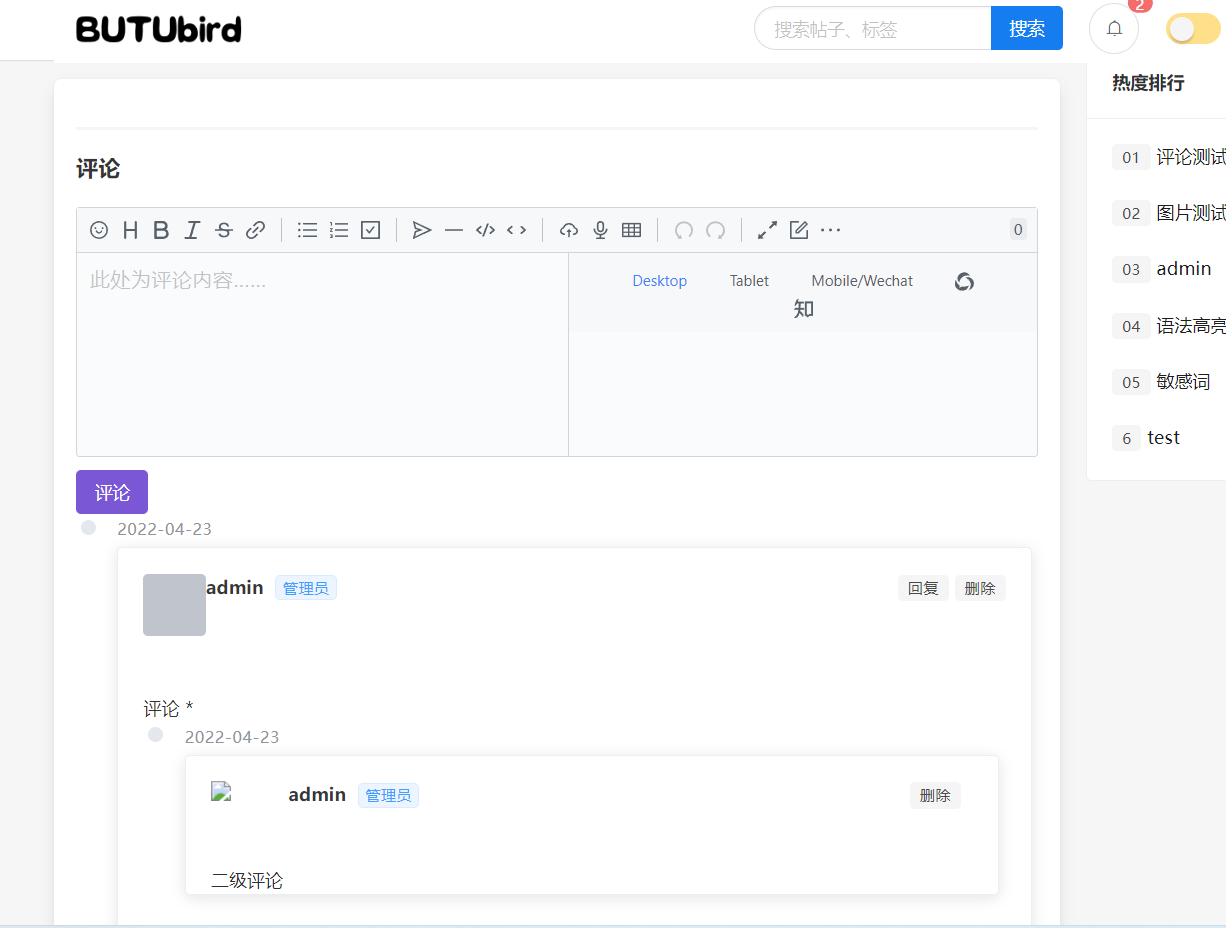 BUTUbird
搜索帖子、标签
搜索
2
评论
0
此处为评论内容......
Desktop
Tablet
Mobile/Wechat
知
评论
2022-04-23
admin
管理员
回复
删除
评论 *
2022-04-23
admin
管理员
删除
二级评论
热度排行
01 评论测试
02 图片测试
03 admin
04 语法高亮
05 敏感词
6 test